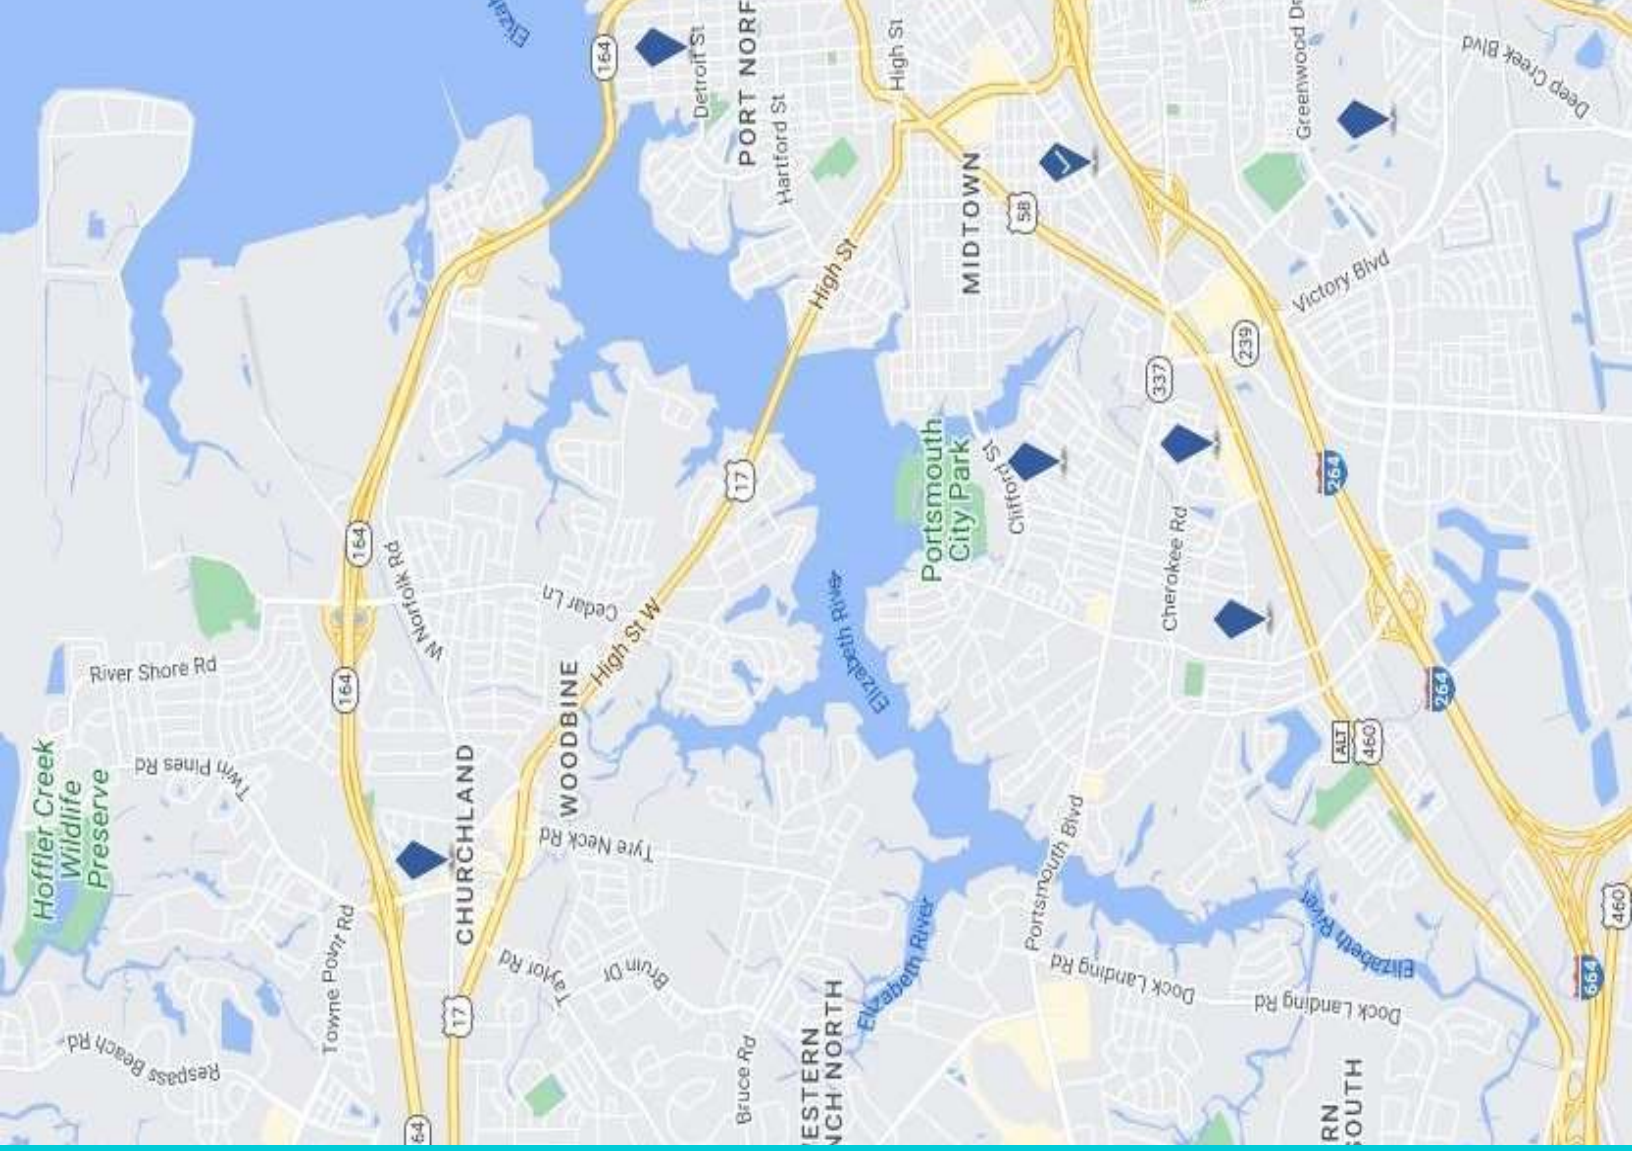 164
Detroit St
PORT NORF
Hartford St
High St
Greenwood Dr
Deep Creek Blvd
MIDTOWN
58
High St
Victory Blvd
239
337
17
Portsmouth
City Park
Clifford St
264
Cherokee Rd
164
W Norfolk Rd
Cedar Ln
High St W
Elizabeth River
River Shore Rd
164
WOODBINE
264
ALT
460
Hoffler Creek
Wildlife
Preserve
Twm Pines Rd
CHURCHLAND
Tyre Neck Rd
Portsmouth Blvd
Towne Point Rd
Taylor Rd
Bruin Dr
Elizabeth River
Dock Landing Rd
Dock Landing Rd
Elizabeth River
460
664
17
Respass Beach Rd
Bruce Rd
ESTERN
NCH NORTH
RN
SOUTH
64